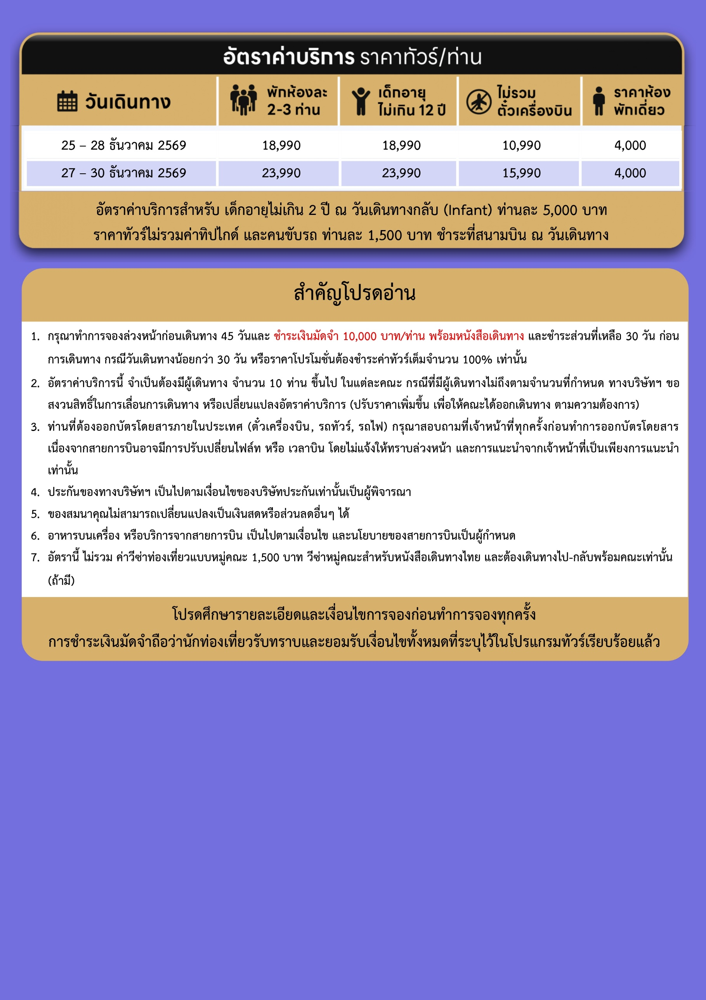 อัตราค่าบริการ ราคาทัวร์/ท่าน
วันเดินทาง พักห้องละ 2-3 ท่าน เด็กอายุ ไม่เกิน 12 ปี ไม่รวม ตั๋วเครื่องบิน ราคาห้อง พักเดี่ยว
25 – 28 ธันวาคม 2569 18,990 18,990 10,990 4,000
27 – 30 ธันวาคม 2569 23,990 23,990 15,990 4,000
อัตราค่าบริการสำหรับ เด็กอายุไม่เกิน 2 ปี ณ วันเดินทางกลับ (Infant) ท่านละ 5,000 บาท
ราคาทัวร์ไม่รวมค่าทิปไกด์ และคนขับรถ ท่านละ 1,500 บาท ชำระที่สนามบิน ณ วันเดินทาง
สำคัญโปรดอ่าน
1. กรุณาทำการจองล่วงหน้าก่อนเดินทาง 45 วันและ ชำระเงินมัดจำ 10,000 บาท/ท่าน พร้อมหนังสือเดินทาง และชำระส่วนที่เหลือ 30 วัน ก่อน
การเดินทาง กรณีวันเดินทางน้อยกว่า 30 วัน หรือราคาโปรโมชั่นต้องชำระค่าทัวร์เต็มจำนวน 100% เท่านั้น
2. อัตราค่าบริการนี้ จำเป็นต้องมีผู้เดินทาง จำนวน 10 ท่าน ขึ้นไป ในแต่ละคณะ กรณีที่มีผู้เดินทางไม่ถึงตามจำนวนที่กำหนด ทางบริษัทฯ ขอ
สงวนสิทธิ์ในการเลื่อนการเดินทาง หรือเปลี่ยนแปลงอัตราค่าบริการ (ปรับราคาเพิ่มขึ้น เพื่อให้คณะได้ออกเดินทาง ตามความต้องการ)
3. ท่านที่ต้องออกบัตรโดยสารภายในประเทศ (ตั๋วเครื่องบิน, รถทัวร์, รถไฟ) กรุณาสอบถามที่เจ้าหน้าที่ทุกครั้งก่อนทำการออกบัตรโดยสาร
เนื่องจากสายการบินอาจมีการปรับเปลี่ยนไฟล์ท หรือ เวลาบิน โดยไม่แจ้งให้ทราบล่วงหน้า และการแนะนำจากเจ้าหน้าที่เป็นเพียงการแนะนำ
เท่านั้น
4. ประกันของทางบริษัทฯ เป็นไปตามเงื่อนไขของบริษัทประกันเท่านั้นเป็นผู้พิจารณา
5. ของสมนาคุณไม่สามารถเปลี่ยนแปลงเป็นเงินสดหรือส่วนลดอื่นๆ ได้
6. อาหารบนเครื่อง หรือบริการจากสายการบิน เป็นไปตามเงื่อนไข และนโยบายของสายการบินเป็นผู้กำหนด
7. อัตรานี้ ไม่รวม ค่าวีซ่าท่องเที่ยวแบบหมู่คณะ 1,500 บาท วีซ่าหมู่คณะสำหรับหนังสือเดินทางไทย และต้องเดินทางไป-กลับพร้อมคณะเท่านั้น
(ถ้ามี)
โปรดศึกษารายละเอียดและเงื่อนไขการจองก่อนทำการจองทุกครั้ง
การชำระเงินมัดจำถือว่านักท่องเที่ยวรับทราบและยอมรับเงื่อนไขทั้งหมดที่ระบุไว้ในโปรแกรมทัวร์เรียบร้อยแล้ว